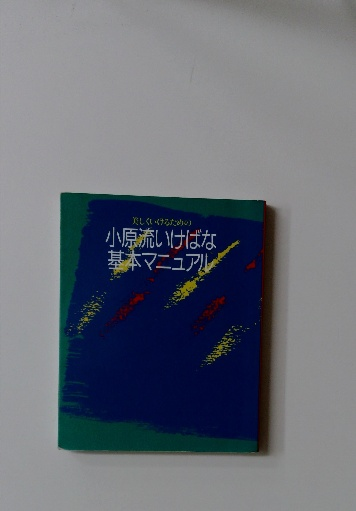 美しくいけるための
小原流いけばな
基本マニュアル